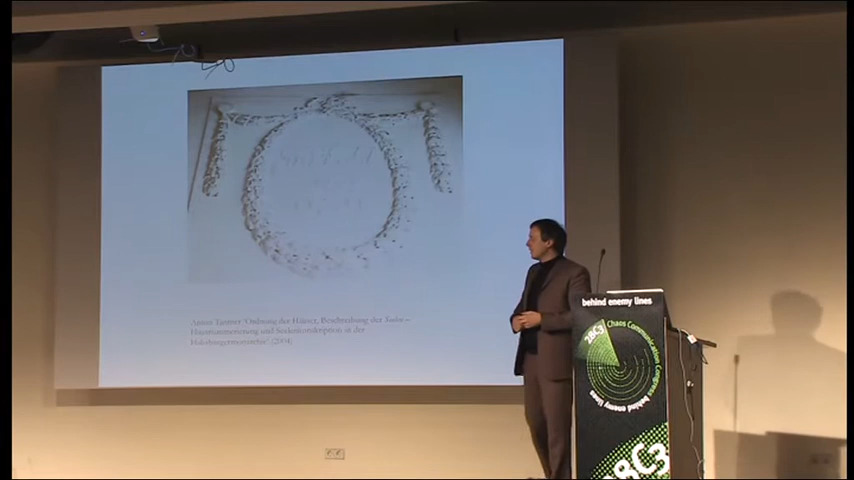 Anton Tantner 'Ordnung der Häuser, Beschreibung der Seelen –
Hausnummerierung und Seelenkonskription in der
Habsburgermonarchie' (2004)
behind enemy lines
28C3
Chaos Communication Congress
behind enemy lines
28C3